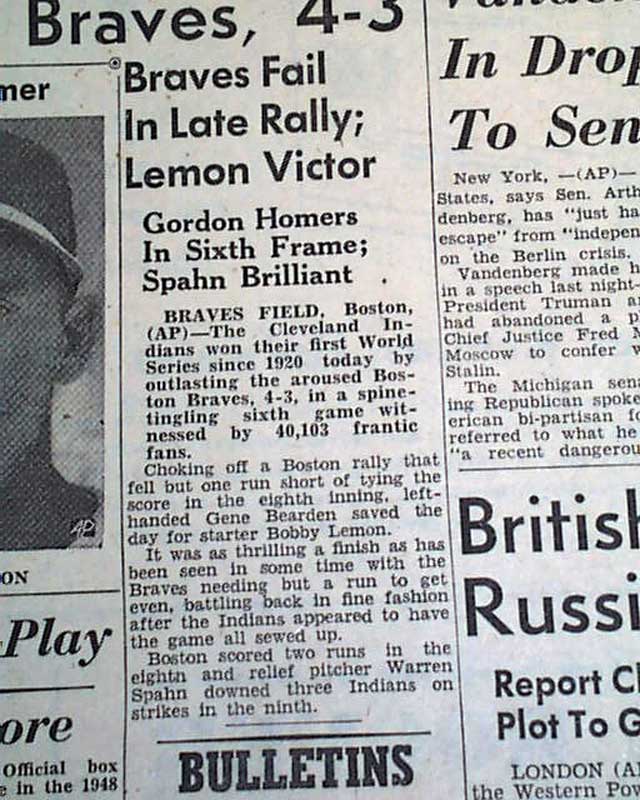 Braves, 4-3
mer
AP
ON
Play
ore
Official box
e in the 1948
Braves Fail
In Late Rally;
Lemon Victor
Gordon Homers
In Sixth Frame;
Spahn Brilliant
BRAVES FIELD, Boston,
(AP)—The Cleveland In-
dians won their first World
Series since 1920 today by
outlasting the aroused Bos-
ton Braves, 4-3, in a spine-
tingling sixth game wit-
nessed by 40,103 frantic
fans.
Choking off a Boston rally that
fell but one run short of tying the
score in the eighth inning, left-
handed Gene Bearden saved the
day for starter Bobby Lemon.
It was as thrilling a finish as has
been seen in some time with the
Braves needing but a run to get
even, battling back in fine fashion
after the Indians appeared to have
the game all sewed up.
Boston scored two runs in the
eightn and relief pitcher Warren
Spahn downed three Indians on
strikes in the ninth.
BULLETINS
In Drop
To Sen
New York, —(AP)—
States, says Sen. Arth
denberg, has "just ha
escape" from "indepen
on the Berlin crisis.
Vandenberg made h
in a speech last night-
President Truman a
had abandoned a p
Chief Justice Fred M
Moscow to confer w
Stalin.
The Michigan sena
ing Republican spoke
erican bi-partisan fo
referred to what he
"a recent dangerou
British
Russi
Report Cl
Plot To G
LONDON (A
the Western Pow